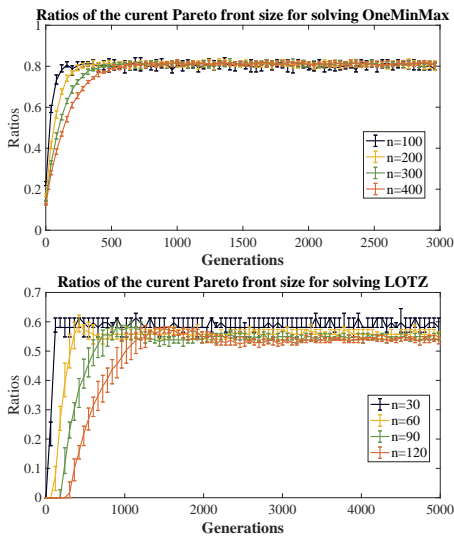 Ratios of the curent Pareto front size for solving OneMinMax
1
0.8
0.6
0.4
0.2
0
Ratios
n=100
n=200
n=300
n=400
0 500 1000 1500 2000 2500 3000
Generations
Ratios of the curent Pareto front size for solving LOTZ
0.7
0.6
0.5
0.4
0.3
0.2
0.1
0
Ratios
n=30
n=60
n=90
n=120
0 1000 2000 3000 4000 5000
Generations